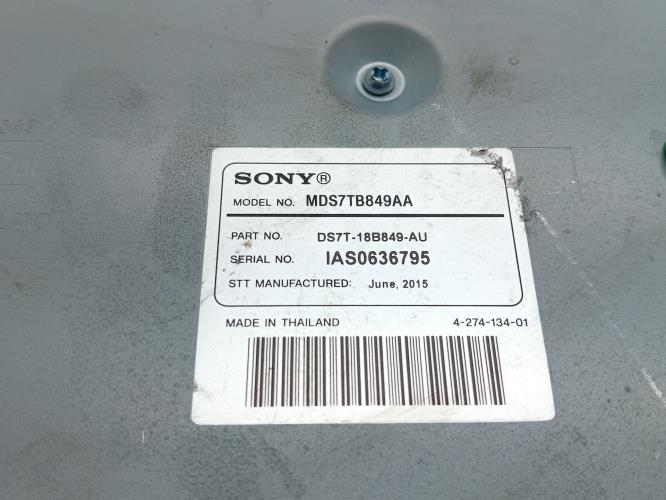 SONY®
MODEL NO. MDS7TB849AA
PART NO. DS7T-18B849-AU
SERIAL NO. IAS0636795
STT MANUFACTURED: June, 2015
MADE IN THAILAND 4-274-134-01